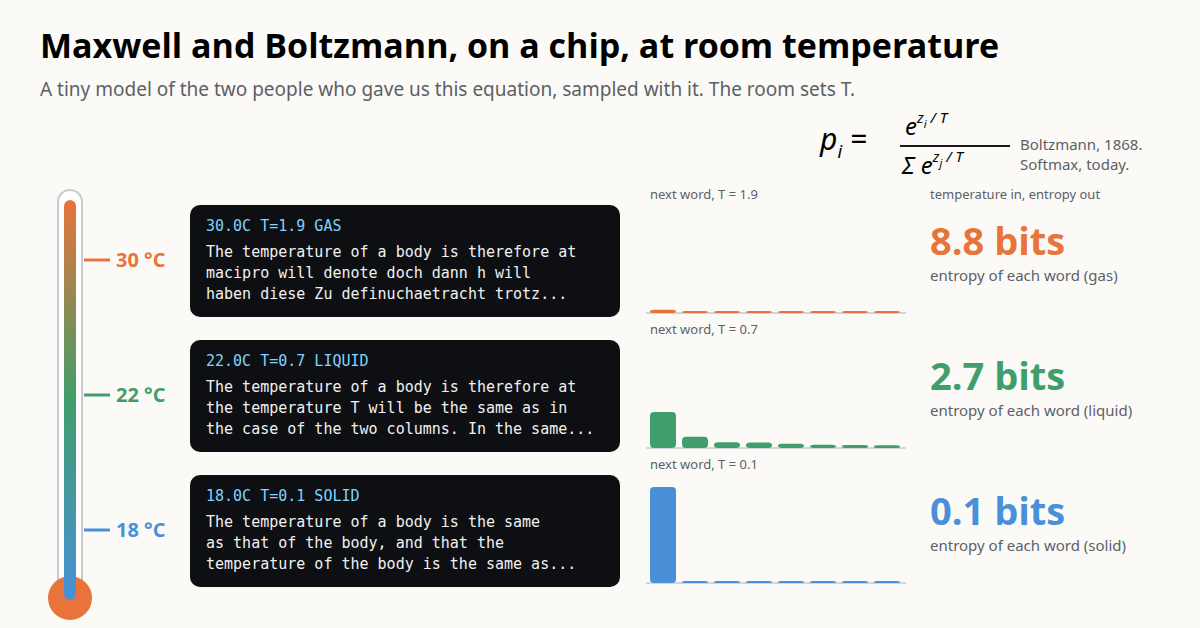 Maxwell and Boltzmann, on a chip, at room temperature
A tiny model of the two people who gave us this equation, sampled with it. The room sets T.
p_i = e^{z_i / T} / Σ e^{z_j / T}
Boltzmann, 1868.
Softmax, today.
next word, T = 1.9
temperature in, entropy out
30 °C
30.0C T=1.9 GAS
The temperature of a body is therefore at
macipro will denote doch dann h will
haben diese Zu definuchaetracht trotz...
8.8 bits
entropy of each word (gas)
next word, T = 0.7
22 °C
22.0C T=0.7 LIQUID
The temperature of a body is therefore at
the temperature T will be the same as in
the case of the two columns. In the same...
2.7 bits
entropy of each word (liquid)
next word, T = 0.1
18 °C
18.0C T=0.1 SOLID
The temperature of a body is the same
as that of the body, and that the
temperature of the body is the same as...
0.1 bits
entropy of each word (solid)